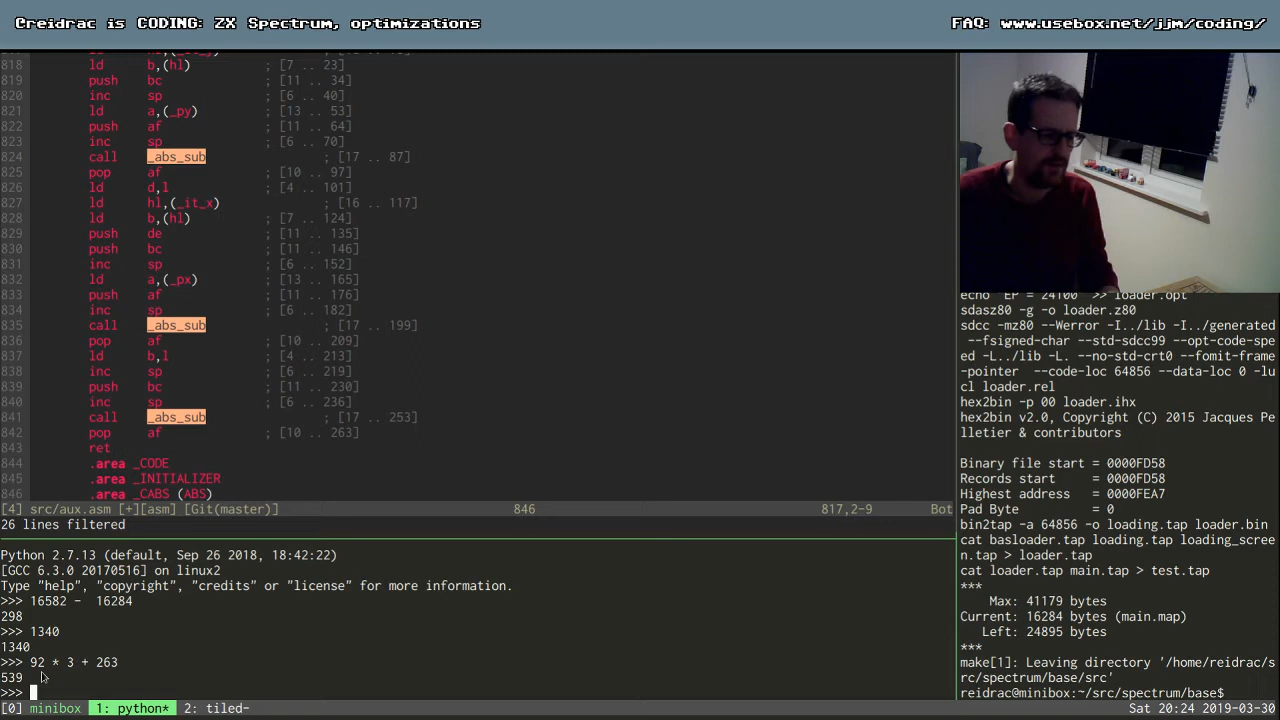 Creidrac is CODING: ZX Spectrum, optimizations
FAQ: www.usebox.net/jjm/coding/
818 ld b,(hl) ; [7 .. 23]
819 push bc ; [11 .. 34]
820 inc sp ; [6 .. 40]
821 ld a,(_py) ; [13 .. 53]
822 push af ; [11 .. 64]
823 inc sp ; [6 .. 70]
824 call _abs_sub ; [17 .. 87]
825 pop af ; [10 .. 97]
826 ld d,l ; [4 .. 101]
827 ld hl,(_it_x) ; [16 .. 117]
828 ld b,(hl) ; [7 .. 124]
829 push de ; [11 .. 135]
830 push bc ; [11 .. 146]
831 inc sp ; [6 .. 152]
832 ld a,(_px) ; [13 .. 165]
833 push af ; [11 .. 176]
834 inc sp ; [6 .. 182]
835 call _abs_sub ; [17 .. 199]
836 pop af ; [10 .. 209]
837 ld b,l ; [4 .. 213]
838 inc sp ; [6 .. 219]
839 push bc ; [11 .. 230]
840 inc sp ; [6 .. 236]
841 call _abs_sub ; [17 .. 253]
842 pop af ; [10 .. 263]
843 ret
844 .area _CODE
845 .area _INITIALIZER
846 .area _CABS (ABS)
[4] src/aux.asm [+][asm] [Git(master)] 846 817,2-9 Bot
26 lines filtered
Python 2.7.13 (default, Sep 26 2018, 18:42:22)
[GCC 6.3.0 20170516] on linux2
Type "help", "copyright", "credits" or "license" for more information.
>>> 16582 - 16284
298
>>> 1340
1340
>>> 92 * 3 + 263
539
>>>
echo "EP = 24100" >> loader.opt
sdasz80 -g -o loader.z80
sdcc -mz80 --Werror -I../lib -I../generated
--fsigned-char --std-sdcc99 --opt-code-spe
ed -L../lib -L. --no-std-crt0 --fomit-frame
-pointer --code-loc 64856 --data-loc 0 -lu
cl loader.rel
hex2bin -p 00 loader.ihx
hex2bin v2.0, Copyright (C) 2015 Jacques Pe
lletier & contributors
Binary file start = 0000FD58
Records start = 0000FD58
Highest address = 0000FEA7
Pad Byte = 0
bin2tap -a 64856 -o loading.tap loader.bin
cat basloader.tap loading.tap loading_scree
n.tap > loader.tap
cat loader.tap main.tap > test.tap
***
Max: 41179 bytes
Current: 16284 bytes (main.map)
Left: 24895 bytes
***
make[1]: Leaving directory '/home/reidrac/s
rc/spectrum/base/src'
reidrac@minibox:~/src/spectrum/base$
[0] minibox 1: python* 2: tiled- Sat 20:24 2019-03-30